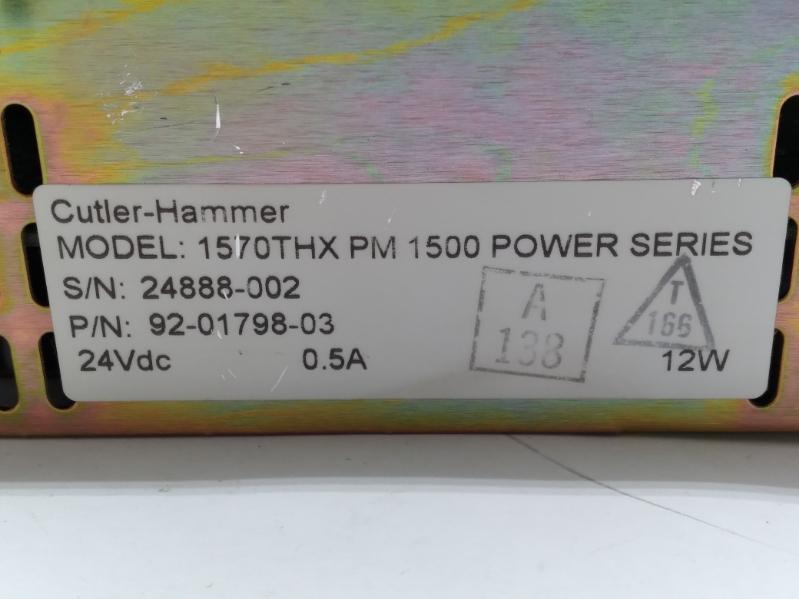 Cutler-Hammer
MODEL: 1570THX PM 1500 POWER SERIES
S/N: 24888-002
P/N: 92-01798-03
24Vdc 0.5A 12W
A
138
T
166